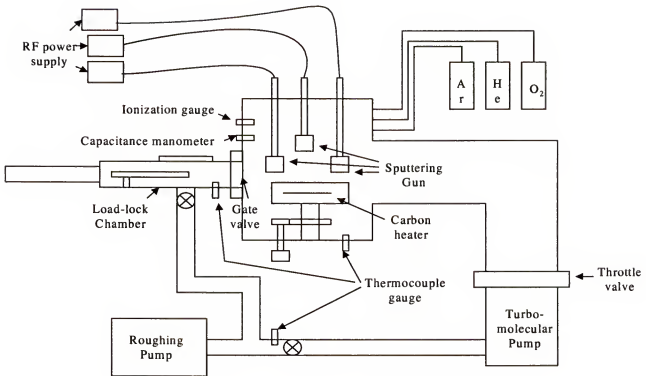 RF power
supply
Ionization gauge
Capacitance manometer
A
r
H
e
O2
Sputtering
Gun
Load-lock
Chamber
Gate
valve
Carbon
heater
Thermocouple
gauge
Throttle
valve
Roughing
Pump
Turbo-
molecular
Pump